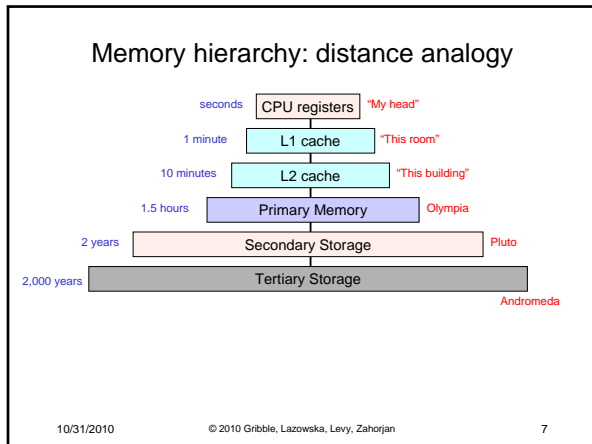 Memory hierarchy: distance analogy
seconds CPU registers “My head”
1 minute L1 cache “This room”
10 minutes L2 cache “This building”
1.5 hours Primary Memory Olympia
2 years Secondary Storage Pluto
2,000 years Tertiary Storage
Andromeda
10/31/2010 © 2010 Gribble, Lazowska, Levy, Zahorjan 7